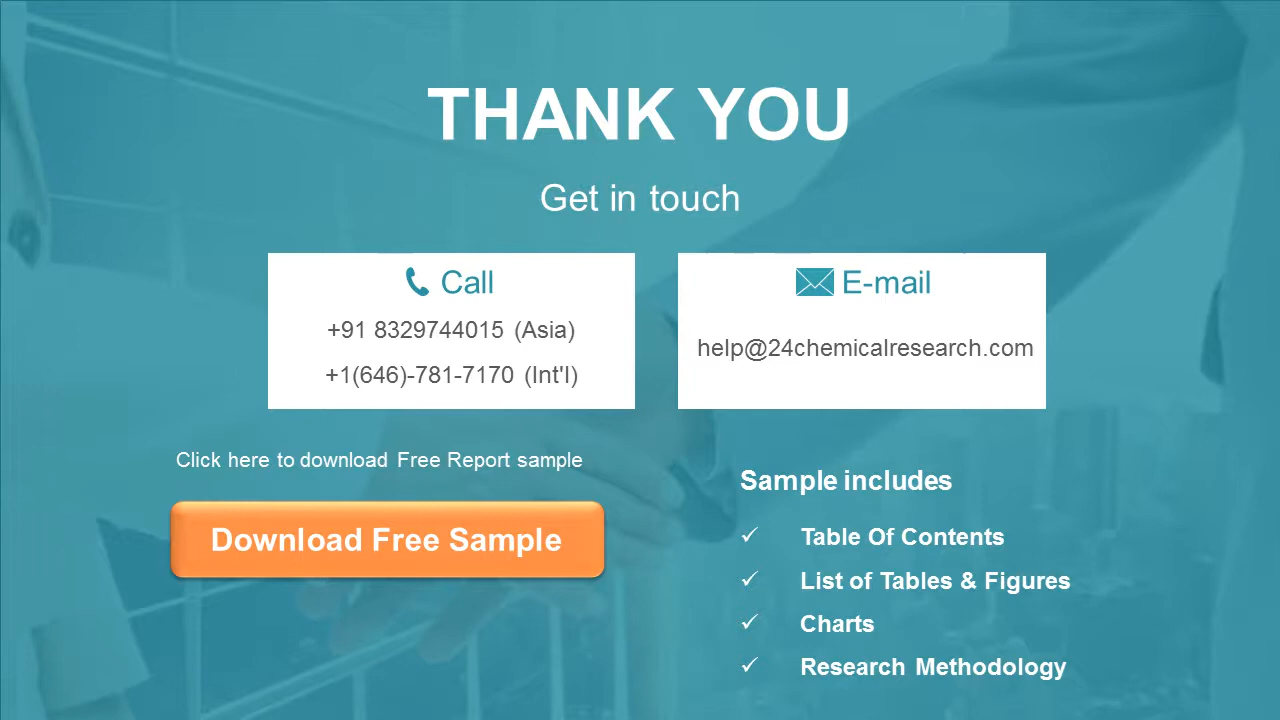 THANK YOU
Get in touch
Call
+91 8329744015 (Asia)
+1(646)-781-7170 (Int'l)
E-mail
help@24chemicalresearch.com
Click here to download Free Report sample
Download Free Sample
Sample includes
✓ Table Of Contents
✓ List of Tables & Figures
✓ Charts
✓ Research Methodology